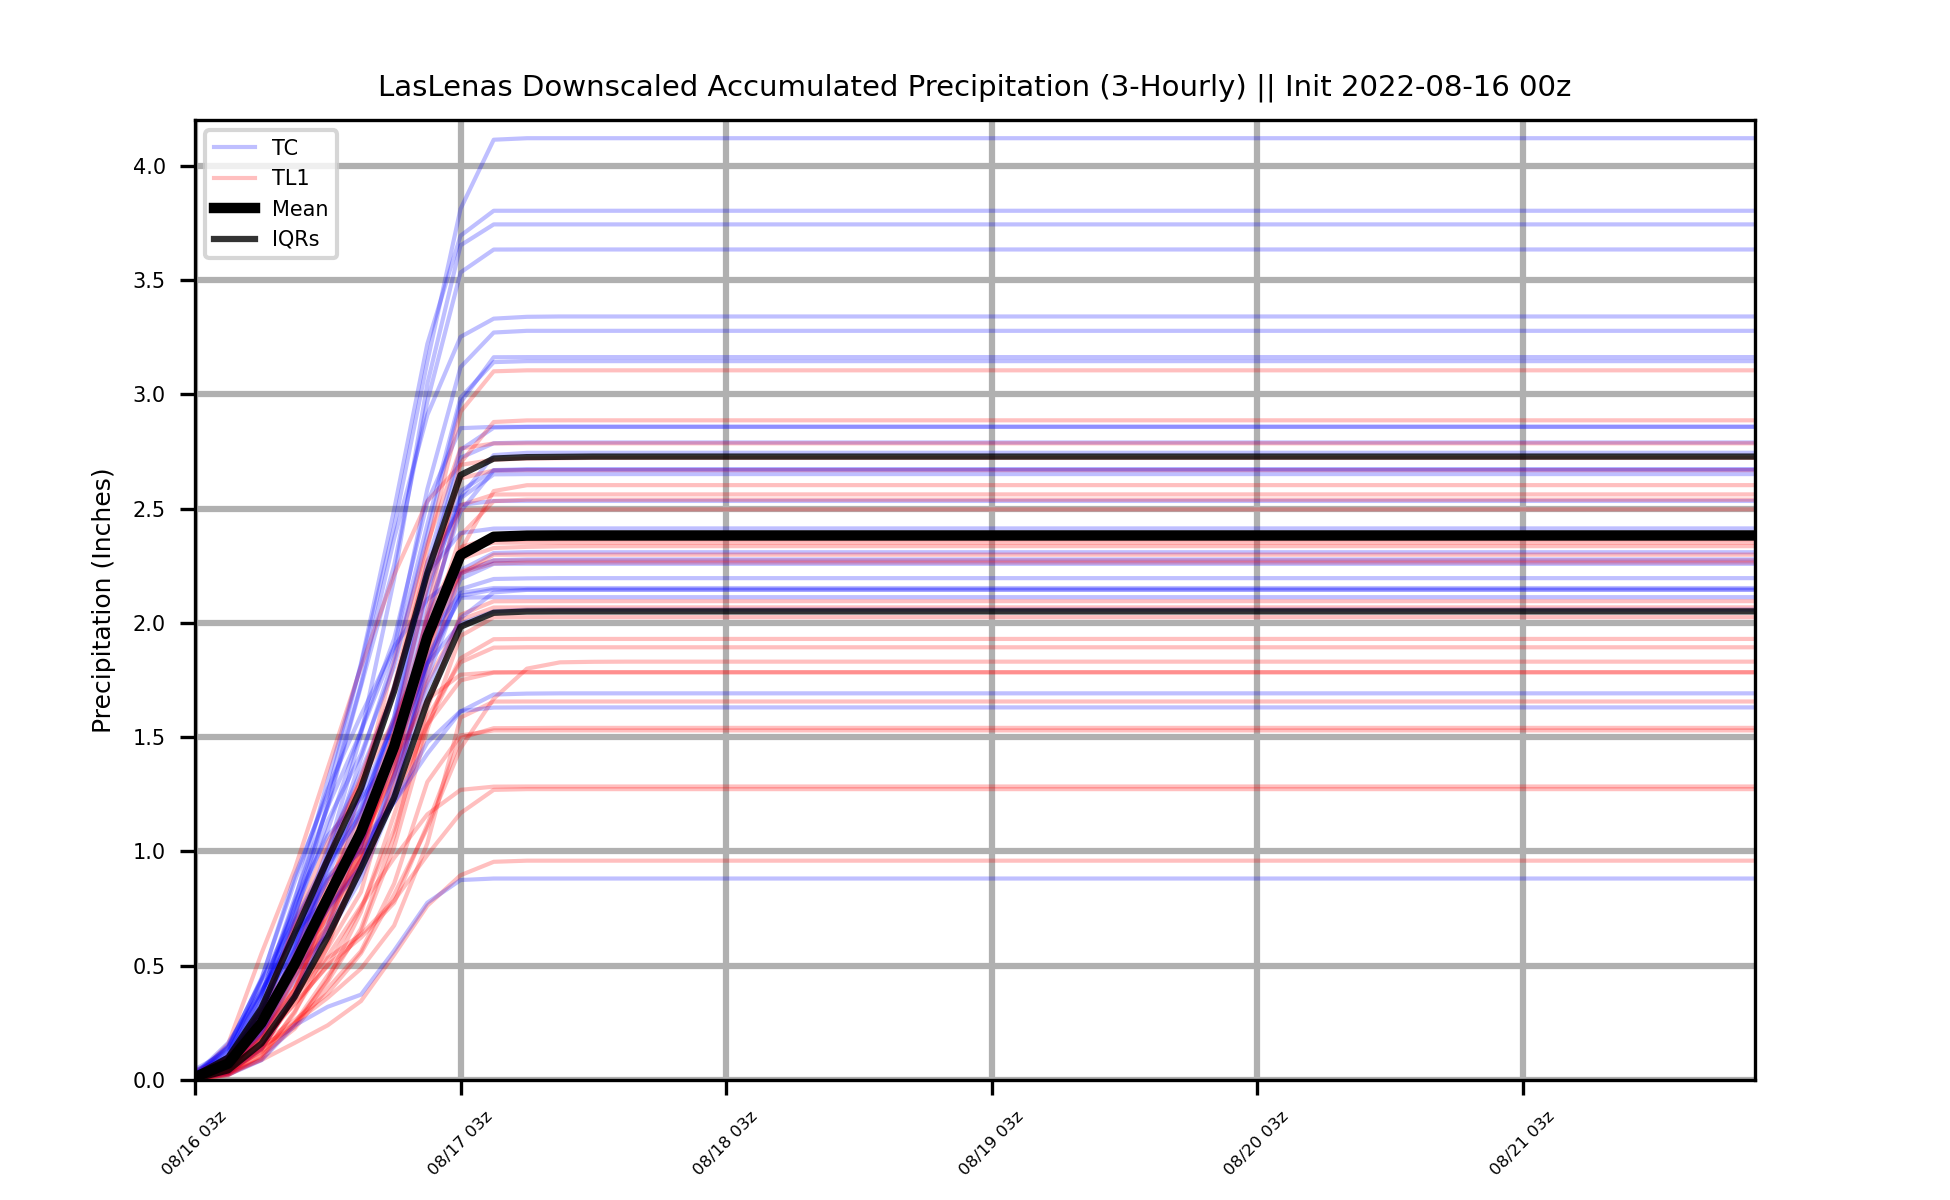 LasLenas Downscaled Accumulated Precipitation (3-Hourly) || Init 2022-08-16 00z
TC
TL1
Mean
IQRs
Precipitation (Inches)
4.0
3.5
3.0
2.5
2.0
1.5
1.0
0.5
0.0
08/16 03z
08/17 03z
08/18 03z
08/19 03z
08/20 03z
08/21 03z